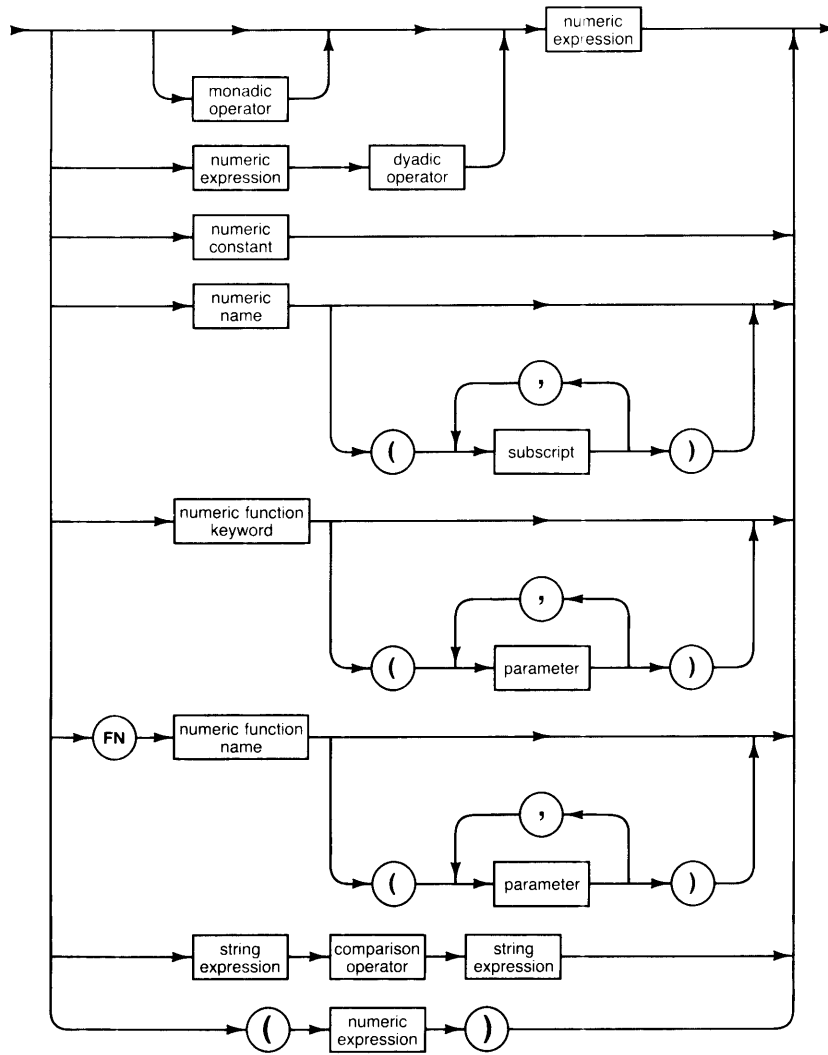 numeric
expression
monadic
operator
numeric
expression
dyadic
operator
numeric
constant
numeric
name
,
(
subscript
)
numeric function
keyword
,
(
parameter
)
FN
numeric function
name
,
(
parameter
)
string
expression
comparison
operator
string
expression
(
numeric
expression
)